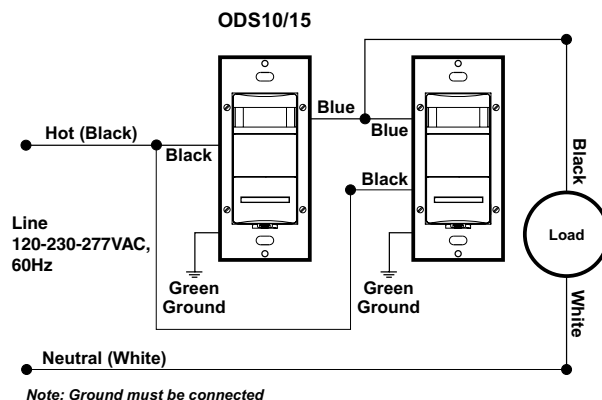 ODS10/15
Hot (Black)
Black
Blue
Blue
Black
Black
Line
120-230-277VAC,
60Hz
Load
Green
Ground
Green
Ground
White
Neutral (White)
Note: Ground must be connected